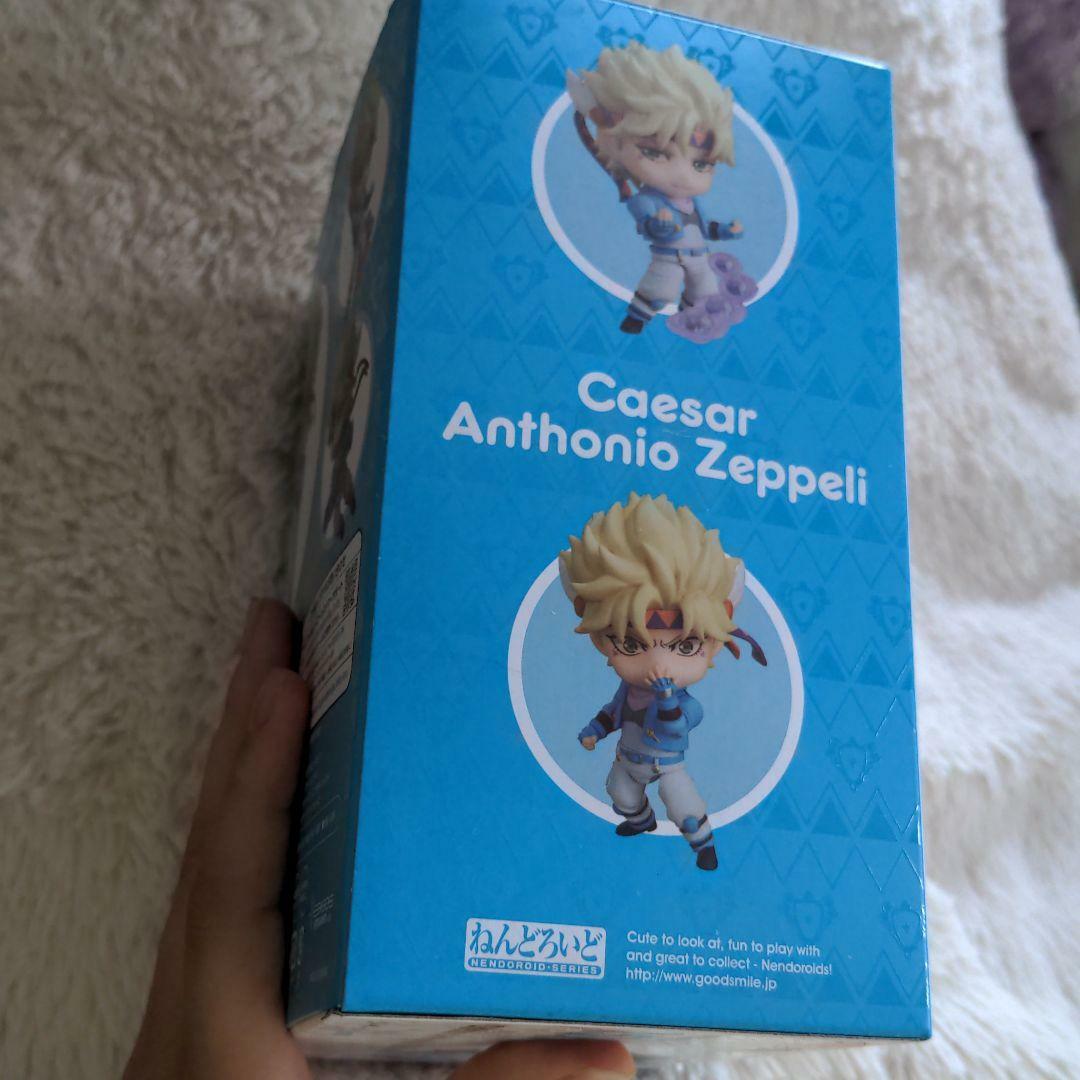 Caesar
Anthonio Zeppeli
ねんどろいど
NENDOROID·SERIES
Cute to look at, fun to play with
and great to collect - Nendoroids!
http://www.goodsmile.jp